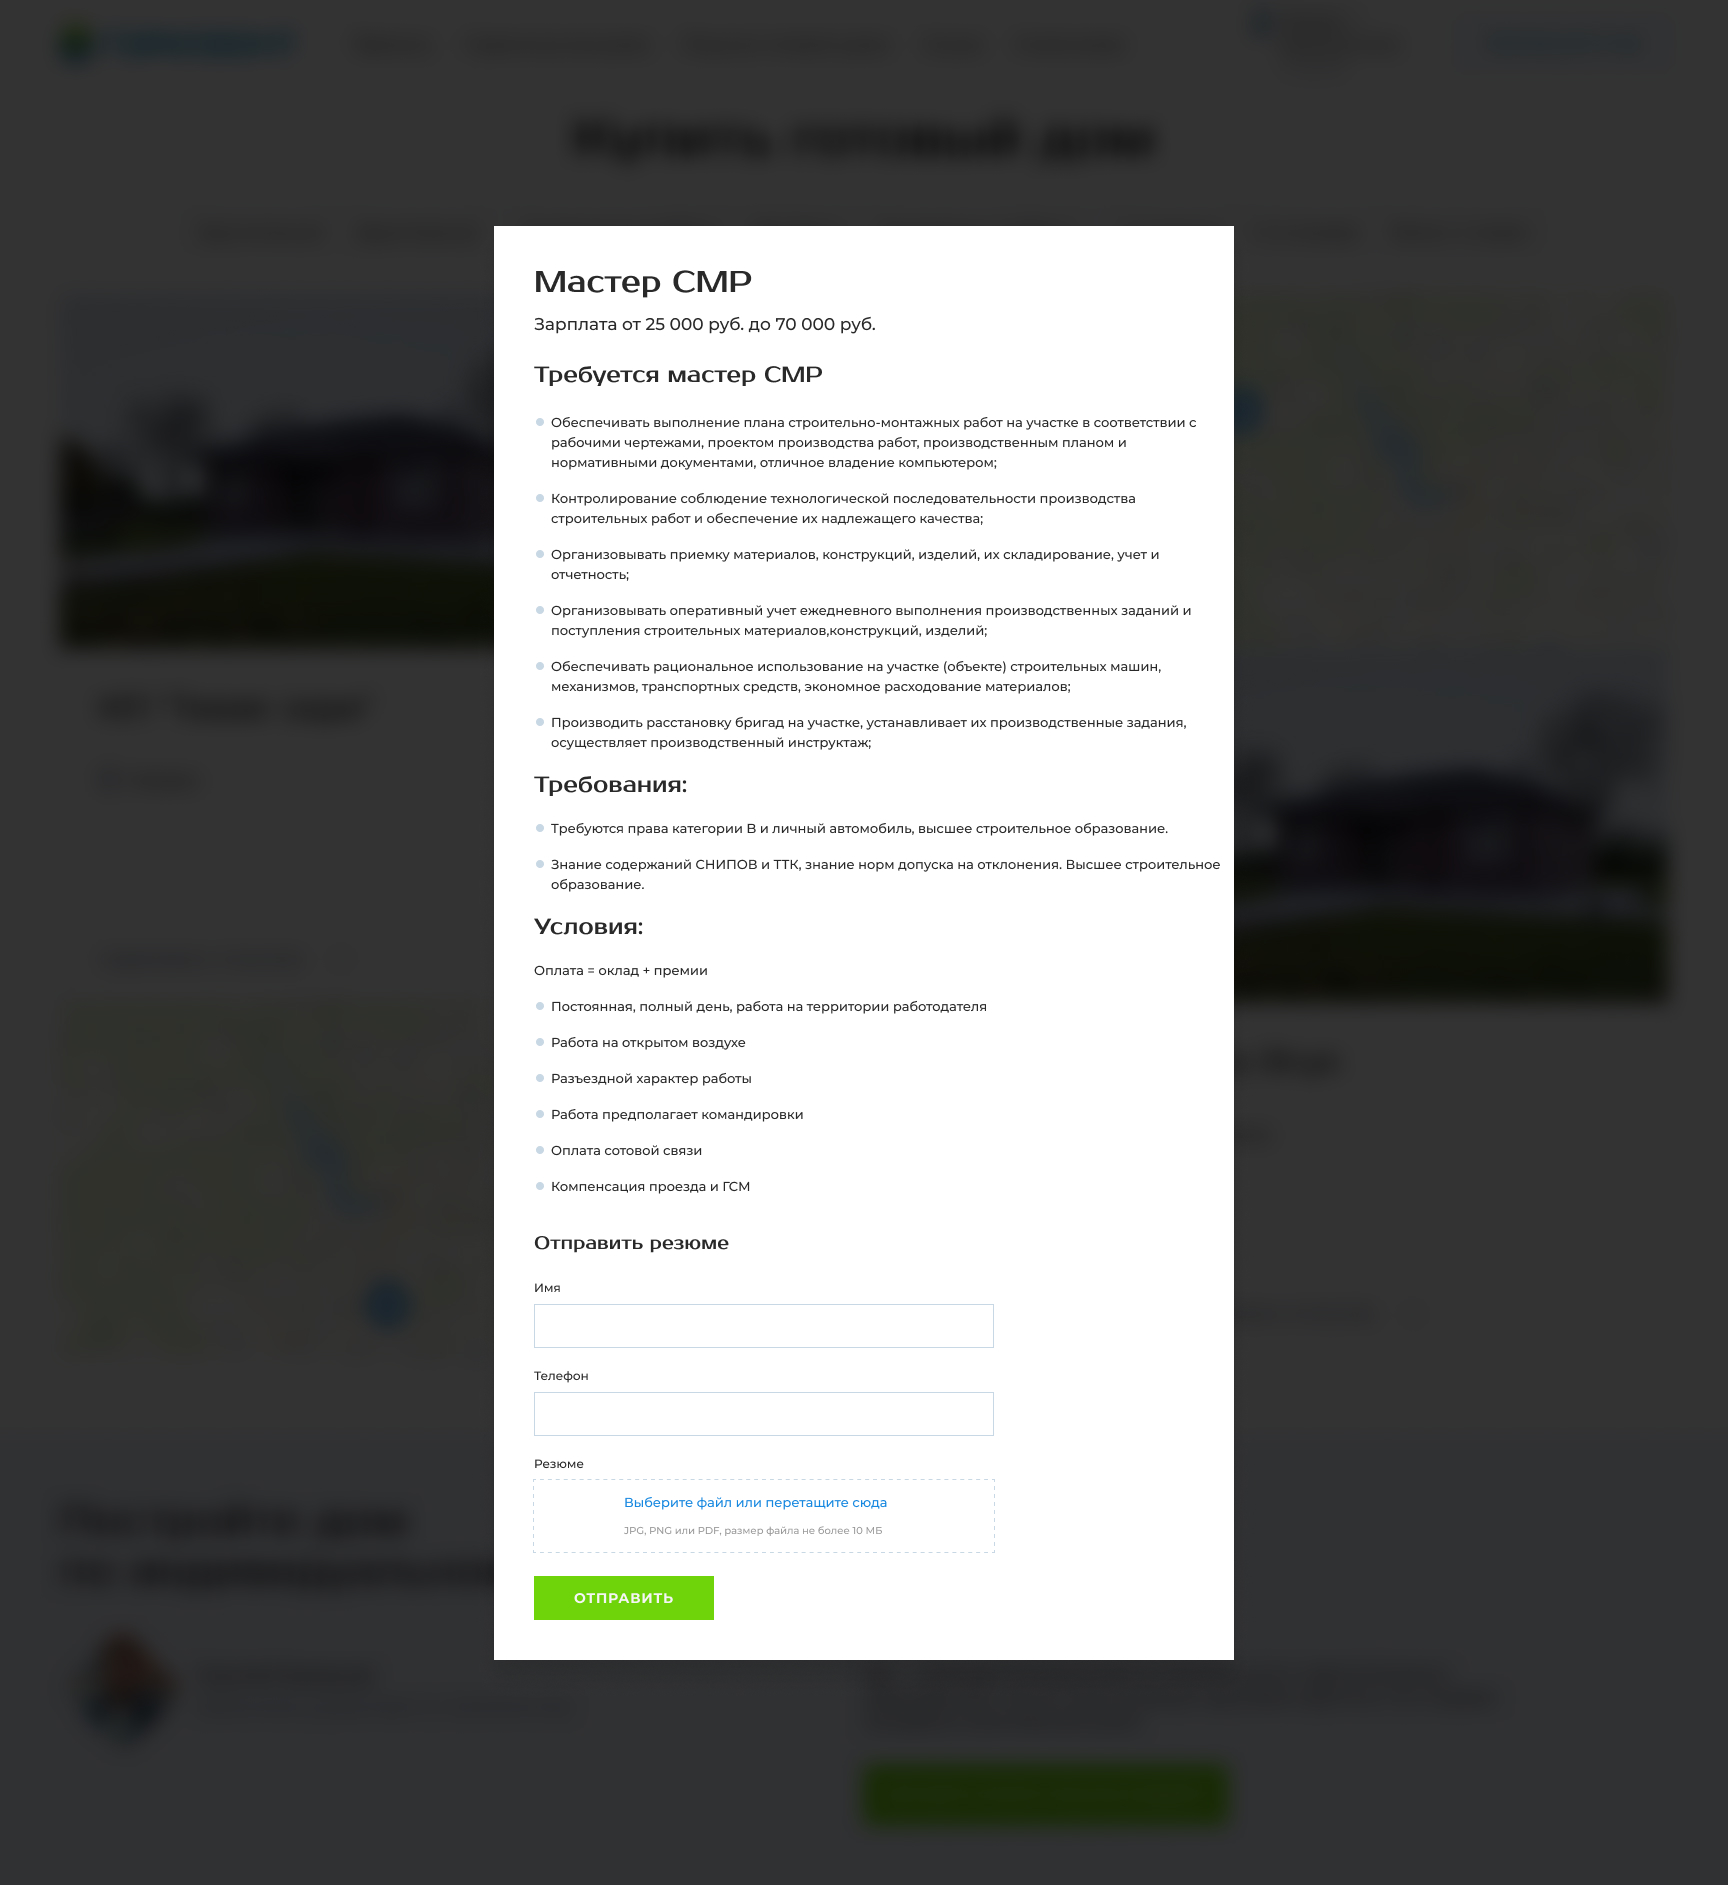 Купить готовый дом
Мастер СМР
Зарплата от 25 000 руб. до 70 000 руб.
Требуется мастер СМР
Обеспечивать выполнение плана строительно-монтажных работ на участке в соответствии с
рабочими чертежами, проектом производства работ, производственным планом и
нормативными документами, отличное владение компьютером;
Контролирование соблюдение технологической последовательности производства
строительных работ и обеспечение их надлежащего качества;
Организовывать приемку материалов, конструкций, изделий, их складирование, учет и
отчетность;
Организовывать оперативный учет ежедневного выполнения производственных заданий и
поступления строительных материалов,конструкций, изделий;
Обеспечивать рациональное использование на участке (объекте) строительных машин,
механизмов, транспортных средств, экономное расходование материалов;
Производить расстановку бригад на участке, устанавливает их производственные задания,
осуществляет производственный инструктаж;
Требования:
Требуются права категории В и личный автомобиль, высшее строительное образование.
Знание содержаний СНИПОВ и ТТК, знание норм допуска на отклонения. Высшее строительное
образование.
Условия:
Оплата = оклад + премии
Постоянная, полный день, работа на территории работодателя
Работа на открытом воздухе
Разъездной характер работы
Работа предполагает командировки
Оплата сотовой связи
Компенсация проезда и ГСМ
Отправить резюме
Имя
Телефон
Резюме
Выберите файл или перетащите сюда
JPG, PNG или PDF, размер файла не более 10 МБ
ОТПРАВИТЬ
Постройте дом